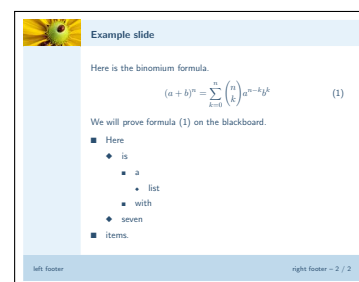 Example slide
Here is the binomium formula.
(a + b)^n = \sum_{k=0}^{n} \binom{n}{k} a^{n-k} b^k (1)
We will prove formula (1) on the blackboard.
■ Here
◆ is
■ a
• list
■ with
◆ seven
■ items.
left footer right footer – 2 / 2